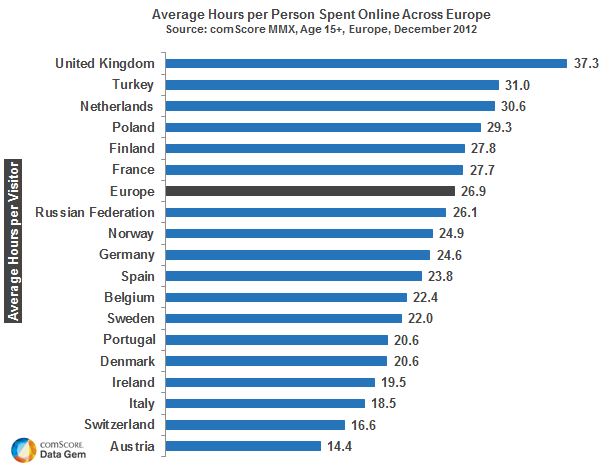 Average Hours per Person Spent Online Across Europe
Source: comScore MMX, Age 15+, Europe, December 2012
Average Hours per Visitor
United Kingdom 37.3
Turkey 31.0
Netherlands 30.6
Poland 29.3
Finland 27.8
France 27.7
Europe 26.9
Russian Federation 26.1
Norway 24.9
Germany 24.6
Spain 23.8
Belgium 22.4
Sweden 22.0
Portugal 20.6
Denmark 20.6
Ireland 19.5
Italy 18.5
Switzerland 16.6
Austria 14.4
comScore
Data Gem